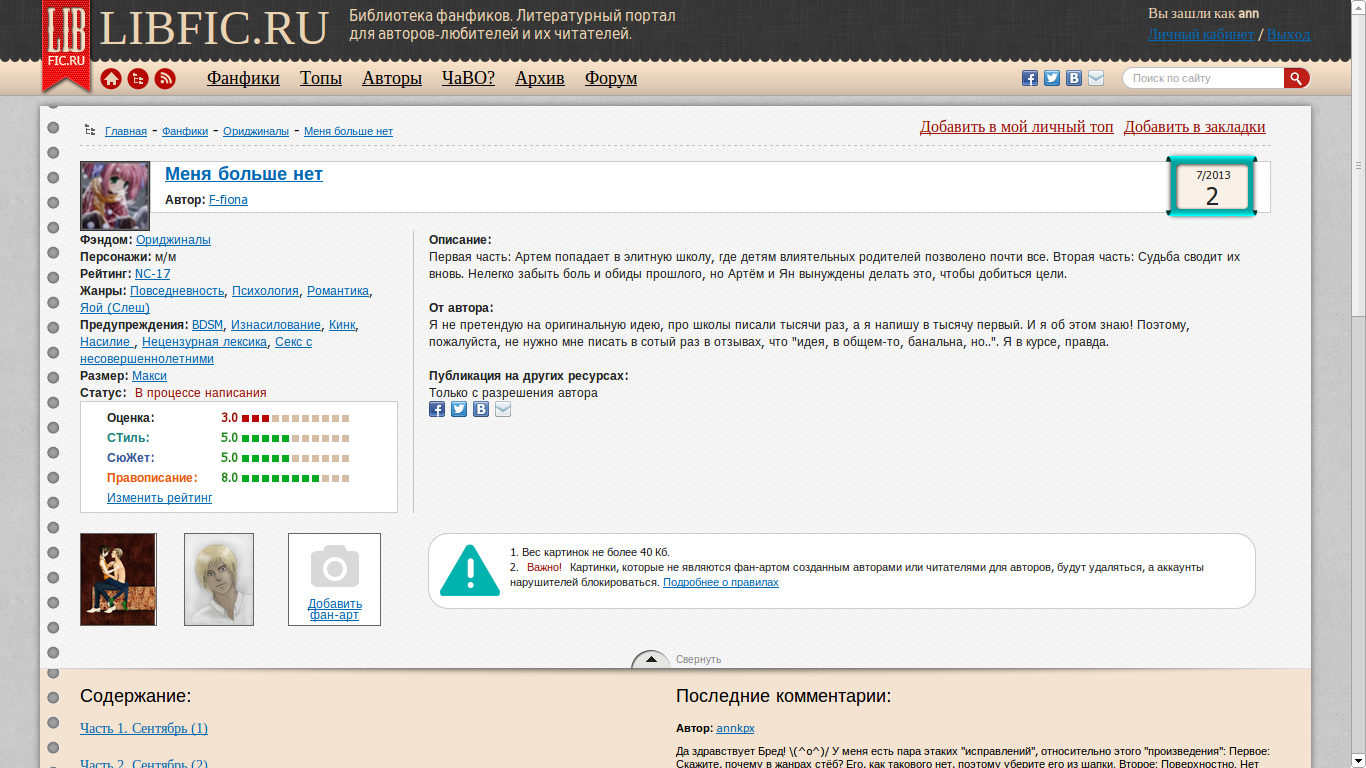 LIB
FIC.RU
LIBFIC.RU
Библиотека фанфиков. Литературный портал
для авторов-любителей и их читателей.
Вы зашли как ann
Личный кабинет / Выход
Фанфики Топы Авторы ЧаВО? Архив Форум
Поиск по сайту
Главная - Фанфики - Ориджиналы - Меня больше нет
Добавить в мой личный топ Добавить в закладки
Меня больше нет
Автор: F-fiona
7/2013
2
Фэндом: Ориджиналы
Персонажи: м/м
Рейтинг: NC-17
Жанры: Повседневность, Психология, Романтика,
Яой (Слеш)
Предупреждения: BDSM, Изнасилование, Кинк,
Насилие , Нецензурная лексика, Секс с
несовершеннолетними
Размер: Макси
Статус: В процессе написания
Оценка: 3.0
СТиль: 5.0
СюЖет: 5.0
Правописание: 8.0
Изменить рейтинг
Описание:
Первая часть: Артем попадает в элитную школу, где детям влиятельных родителей позволено почти все. Вторая часть: Судьба сводит их
вновь. Нелегко забыть боль и обиды прошлого, но Артём и Ян вынуждены делать это, чтобы добиться цели.
От автора:
Я не претендую на оригинальную идею, про школы писали тысячи раз, а я напишу в тысячу первый. И я об этом знаю! Поэтому,
пожалуйста, не нужно мне писать в сотый раз в отзывах, что "идея, в общем-то, банальна, но..". Я в курсе, правда.
Публикация на других ресурсах:
Только с разрешения автора
Добавить
фан-арт
1. Вес картинок не более 40 Кб.
2. Важно! Картинки, которые не являются фан-артом созданным авторами или читателями для авторов, будут удаляться, а аккаунты
нарушителей блокироваться. Подробнее о правилах
Свернуть
Содержание:
Часть 1. Сентябрь (1)
Часть 2. Сентябрь (2)
Последние комментарии:
Автор: annkpx
Да здравствует Бред! \(^o^)/ У меня есть пара этаких "исправлений", относительно этого "произведения": Первое:
Скажите, почему в жанрах стёб? Его, как такового нет, поэтому уберите его из шапки. Второе: Поверхностно. Нет